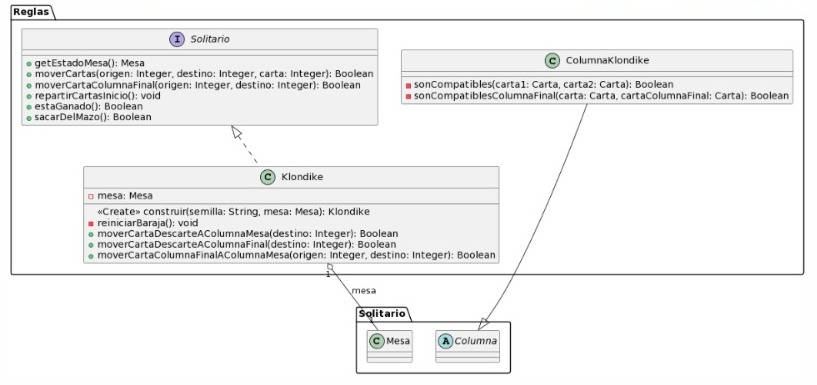 Reglas
I Solitario
getEstadoMesa(): Mesa
moverCartas(origen: Integer, destino: Integer, carta: Integer): Boolean
moverCartaColumnaFinal(origen: Integer, destino: Integer): Boolean
repartirCartasInicio(): void
estaGanado(): Boolean
sacarDelMazo(): Boolean
C ColumnaKlondike
sonCompatibles(carta1: Carta, carta2: Carta): Boolean
sonCompatiblesColumnaFinal(carta: Carta, cartaColumnaFinal: Carta): Boolean
C Klondike
mesa: Mesa
«Create» construir(semilla: String, mesa: Mesa): Klondike
reiniciarBaraja(): void
moverCartaDescarteAColumnaMesa(destino: Integer): Boolean
moverCartaDescarteAColumnaFinal(destino: Integer): Boolean
moverCartaColumnaFinalAColumnaMesa(origen: Integer, destino: Integer): Boolean
1
mesa
Solitario
1
C Mesa
A Columna